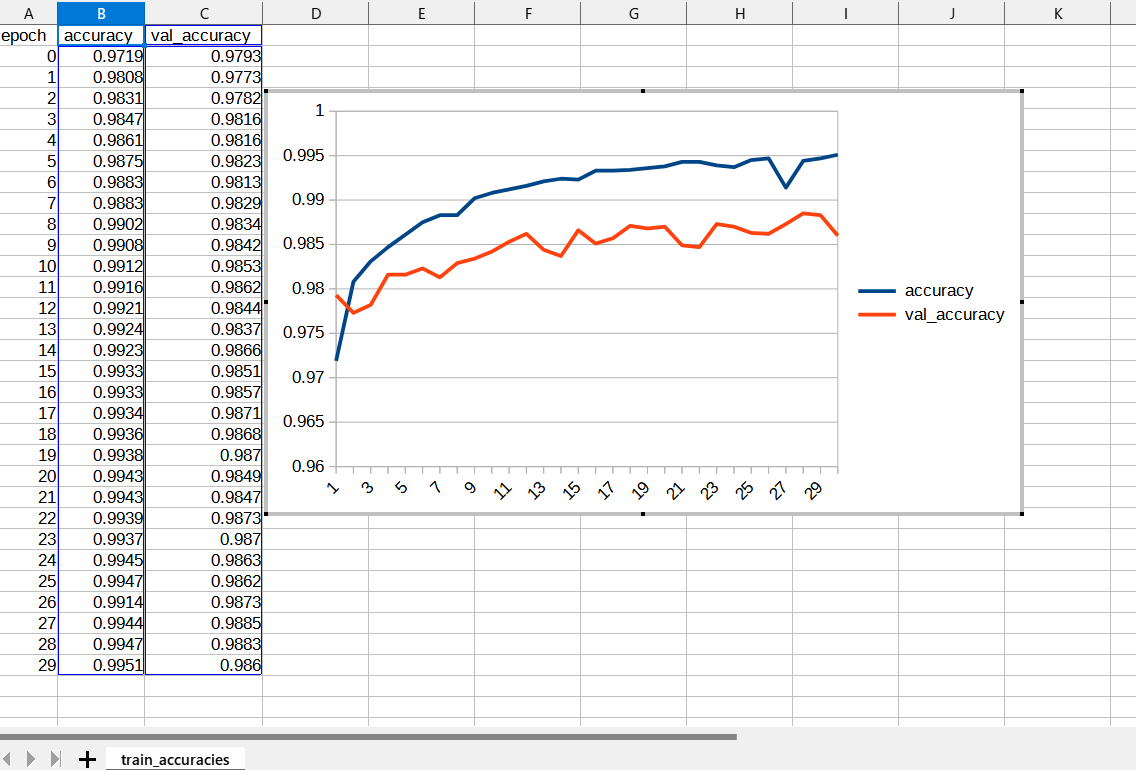 A B C D E F G H I J K
epoch accuracy val_accuracy
0 0.9719 0.9793
1 0.9808 0.9773
2 0.9831 0.9782
3 0.9847 0.9816
4 0.9861 0.9816
5 0.9875 0.9823
6 0.9883 0.9813
7 0.9883 0.9829
8 0.9902 0.9834
9 0.9908 0.9842
10 0.9912 0.9853
11 0.9916 0.9862
12 0.9921 0.9844
13 0.9924 0.9837
14 0.9923 0.9866
15 0.9933 0.9851
16 0.9933 0.9857
17 0.9934 0.9871
18 0.9936 0.9868
19 0.9938 0.987
20 0.9943 0.9849
21 0.9943 0.9847
22 0.9939 0.9873
23 0.9937 0.987
24 0.9945 0.9863
25 0.9947 0.9862
26 0.9914 0.9873
27 0.9944 0.9885
28 0.9947 0.9883
29 0.9951 0.986
1
0.995
0.99
0.985
0.98
0.975
0.97
0.965
0.96
1 3 5 7 9 11 13 15 17 19 21 23 25 27 29
accuracy
val_accuracy
train_accuracies